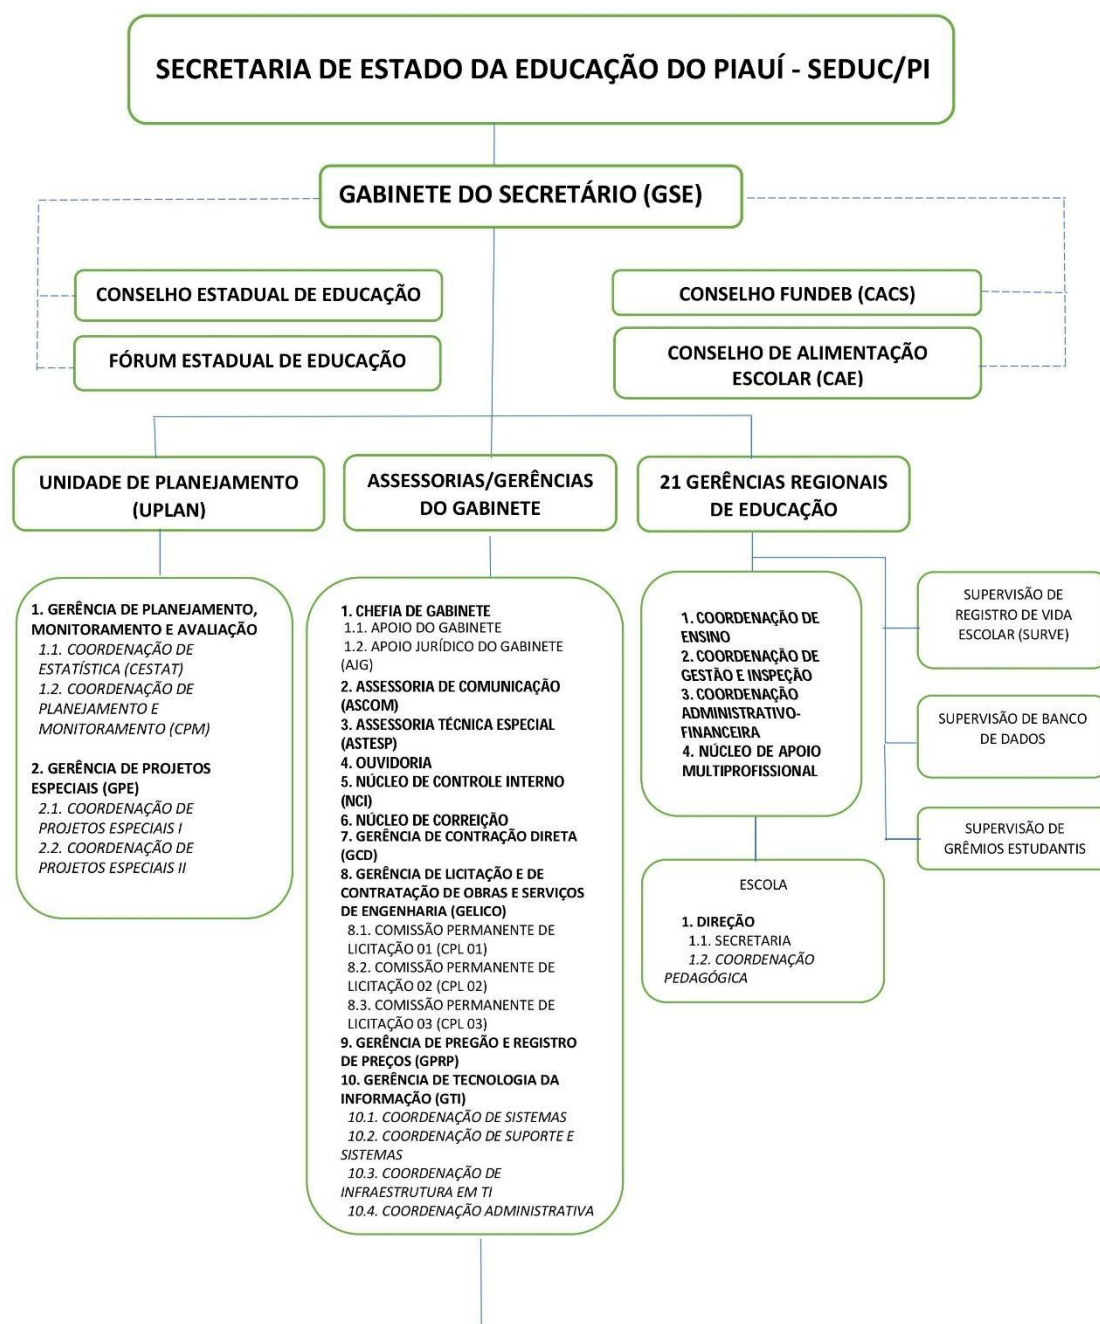 SECRETARIA DE ESTADO DA EDUCAÇÃO DO PIAUÍ - SEDUC/PI
GABINETE DO SECRETÁRIO (GSE)
CONSELHO ESTADUAL DE EDUCAÇÃO
FÓRUM ESTADUAL DE EDUCAÇÃO
CONSELHO FUNDEB (CACS)
CONSELHO DE ALIMENTAÇÃO
ESCOLAR (CAE)
UNIDADE DE PLANEJAMENTO
(UPLAN)
ASSESSORIAS/GERÊNCIAS
DO GABINETE
21 GERÊNCIAS REGIONAIS
DE EDUCAÇÃO
1. GERÊNCIA DE PLANEJAMENTO,
MONITORAMENTO E AVALIAÇÃO
1.1. COORDENAÇÃO DE
ESTATÍSTICA (CESTAT)
1.2. COORDENAÇÃO DE
PLANEJAMENTO E
MONITORAMENTO (CPM)
2. GERÊNCIA DE PROJETOS
ESPECIAIS (GPE)
2.1. COORDENAÇÃO DE
PROJETOS ESPECIAIS I
2.2. COORDENAÇÃO DE
PROJETOS ESPECIAIS II
1. CHEFIA DE GABINETE
1.1. APOIO DO GABINETE
1.2. APOIO JURÍDICO DO GABINETE
(AJG)
2. ASSESSORIA DE COMUNICAÇÃO
(ASCOM)
3. ASSESSORIA TÉCNICA ESPECIAL
(ASTESP)
4. OUVIDORIA
5. NÚCLEO DE CONTROLE INTERNO
(NCI)
6. NÚCLEO DE CORREIÇÃO
7. GERÊNCIA DE CONTRAÇÃO DIRETA
(GCD)
8. GERÊNCIA DE LICITAÇÃO E DE
CONTRATAÇÃO DE OBRAS E SERVIÇOS
DE ENGENHARIA (GELICO)
8.1. COMISSÃO PERMANENTE DE
LICITAÇÃO 01 (CPL 01)
8.2. COMISSÃO PERMANENTE DE
LICITAÇÃO 02 (CPL 02)
8.3. COMISSÃO PERMANENTE DE
LICITAÇÃO 03 (CPL 03)
9. GERÊNCIA DE PREGÃO E REGISTRO
DE PREÇOS (GPRP)
10. GERÊNCIA DE TECNOLOGIA DA
INFORMAÇÃO (GTI)
10.1. COORDENAÇÃO DE SISTEMAS
10.2. COORDENAÇÃO DE SUPORTE E
SISTEMAS
10.3. COORDENAÇÃO DE
INFRAESTRUTURA EM TI
10.4. COORDENAÇÃO ADMINISTRATIVA
1. COORDENAÇÃO DE
ENSINO
2. COORDENAÇÃO DE
GESTÃO E INSPEÇÃO
3. COORDENAÇÃO
ADMINISTRATIVO-
FINANCEIRA
4. NÚCLEO DE APOIO
MULTIPROFISSIONAL
ESCOLA
1. DIREÇÃO
1.1. SECRETARIA
1.2. COORDENAÇÃO
PEDAGÓGICA
SUPERVISÃO DE
REGISTRO DE VIDA
ESCOLAR (SURVE)
SUPERVISÃO DE BANCO
DE DADOS
SUPERVISÃO DE
GRÊMIOS ESTUDANTIS